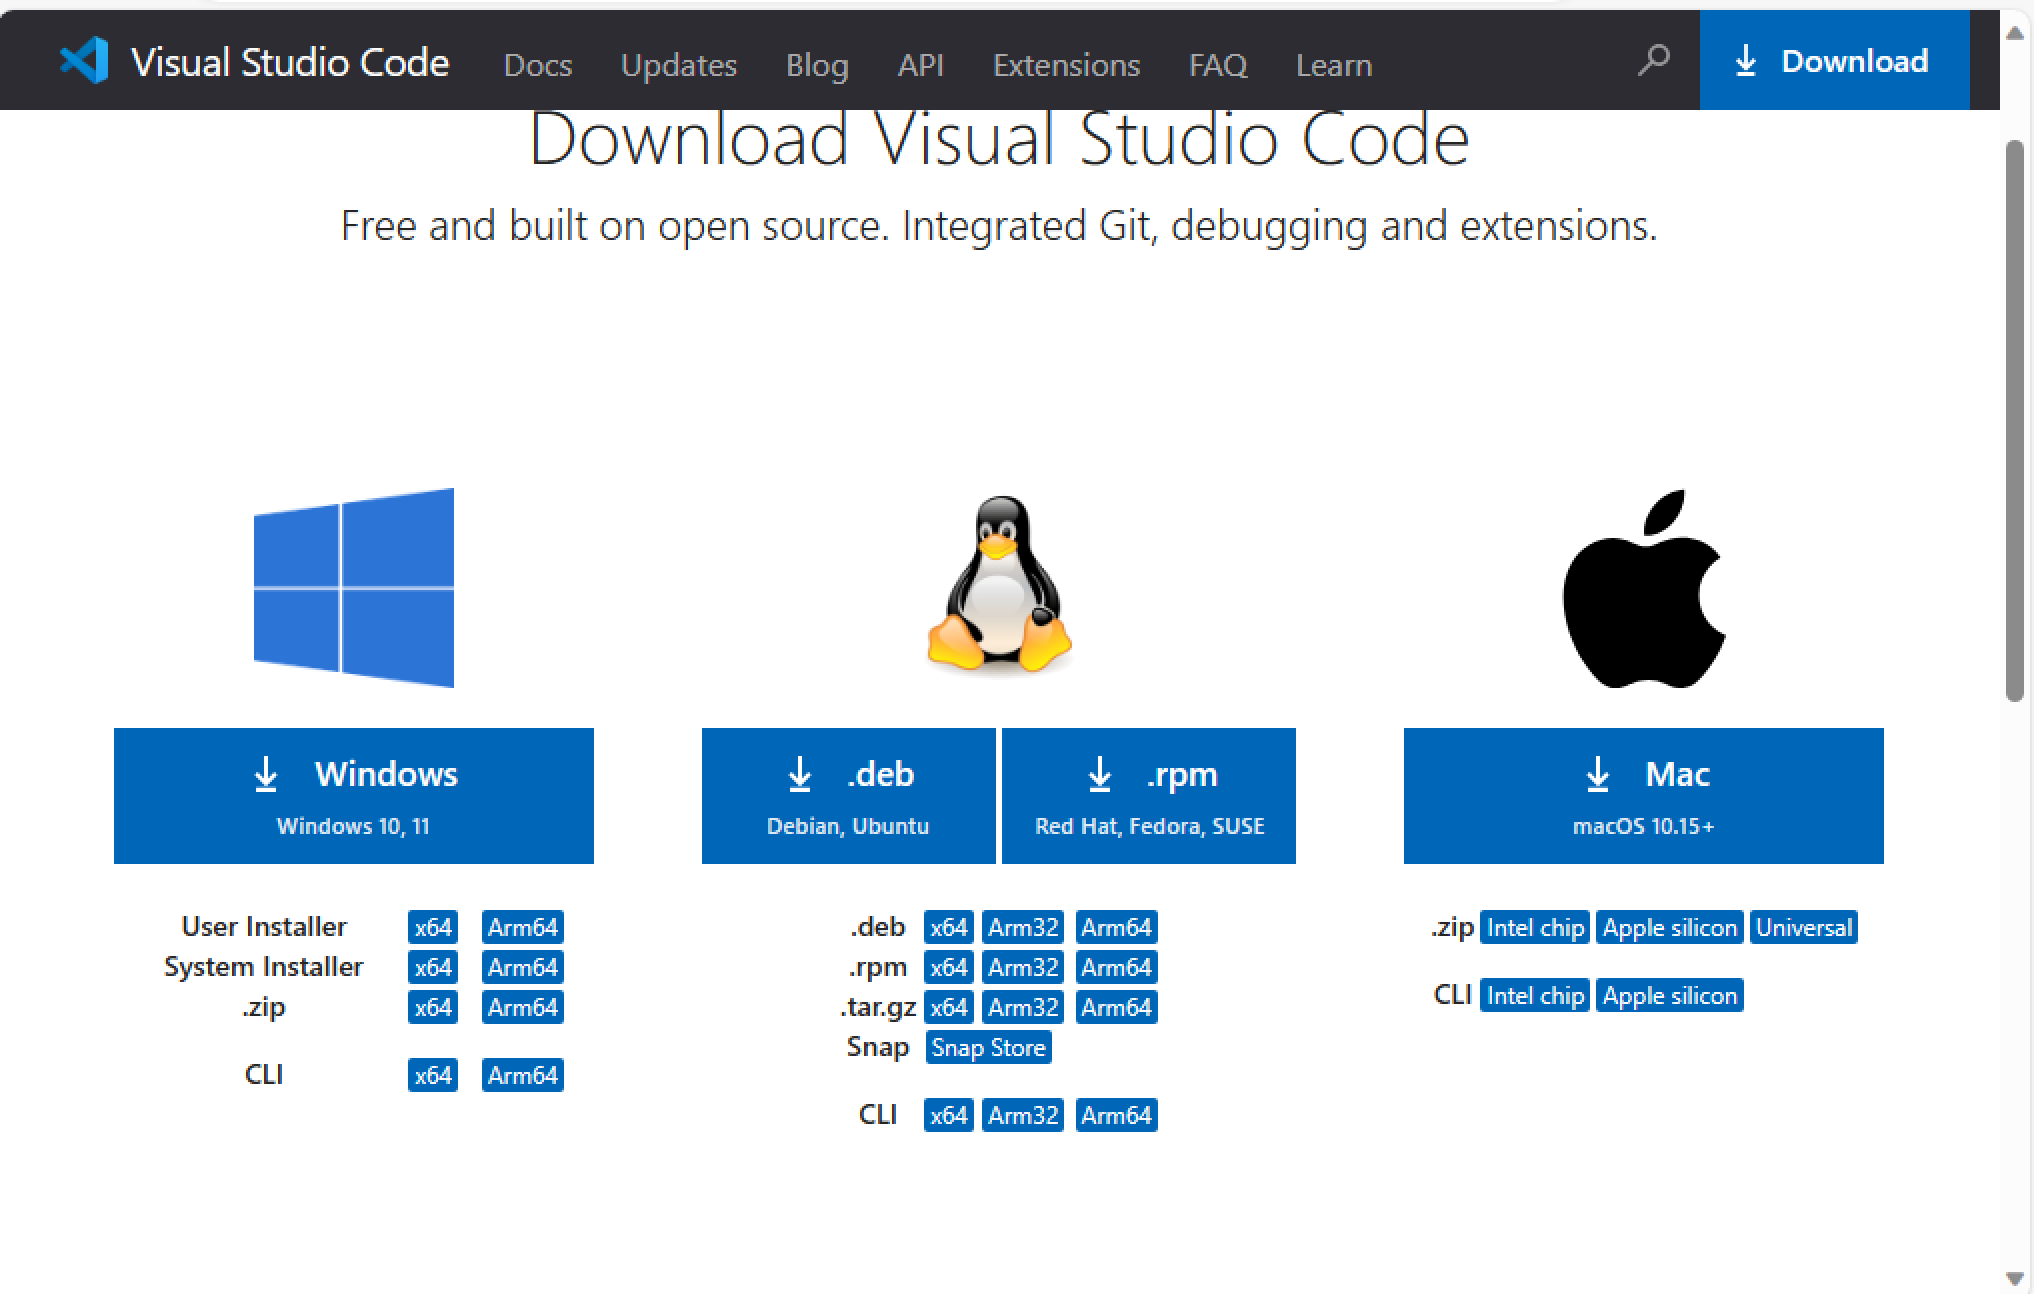 Visual Studio Code Docs Updates Blog API Extensions FAQ Learn Download
Download Visual Studio Code
Free and built on open source. Integrated Git, debugging and extensions.
Windows
Windows 10, 11
User Installer x64 Arm64
System Installer x64 Arm64
.zip x64 Arm64
CLI x64 Arm64
.deb
Debian, Ubuntu
.rpm
Red Hat, Fedora, SUSE
.deb x64 Arm32 Arm64
.rpm x64 Arm32 Arm64
.tar.gz x64 Arm32 Arm64
Snap Snap Store
CLI x64 Arm32 Arm64
Mac
macOS 10.15+
.zip Intel chip Apple silicon Universal
CLI Intel chip Apple silicon